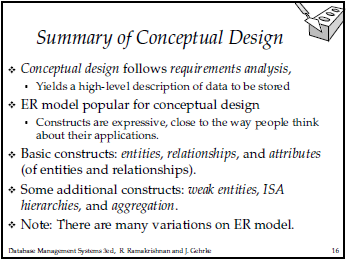 Summary of Conceptual Design
❖ Conceptual design follows requirements analysis,
▪ Yields a high-level description of data to be stored
❖ ER model popular for conceptual design
▪ Constructs are expressive, close to the way people think
about their applications.
❖ Basic constructs: entities, relationships, and attributes
(of entities and relationships).
❖ Some additional constructs: weak entities, ISA
hierarchies, and aggregation.
❖ Note: There are many variations on ER model.
Database Management Systems 3ed, R. Ramakrishnan and J. Gehrke 16